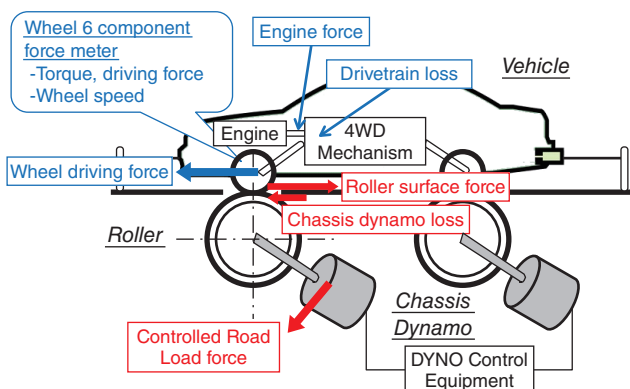 Wheel 6 component
force meter
-Torque, driving force
-Wheel speed
Engine force
Drivetrain loss
Vehicle
Engine
4WD
Mechanism
Wheel driving force
Roller surface force
Chassis dynamo loss
Roller
Controlled Road
Load force
Chassis
Dynamo
DYNO Control
Equipment